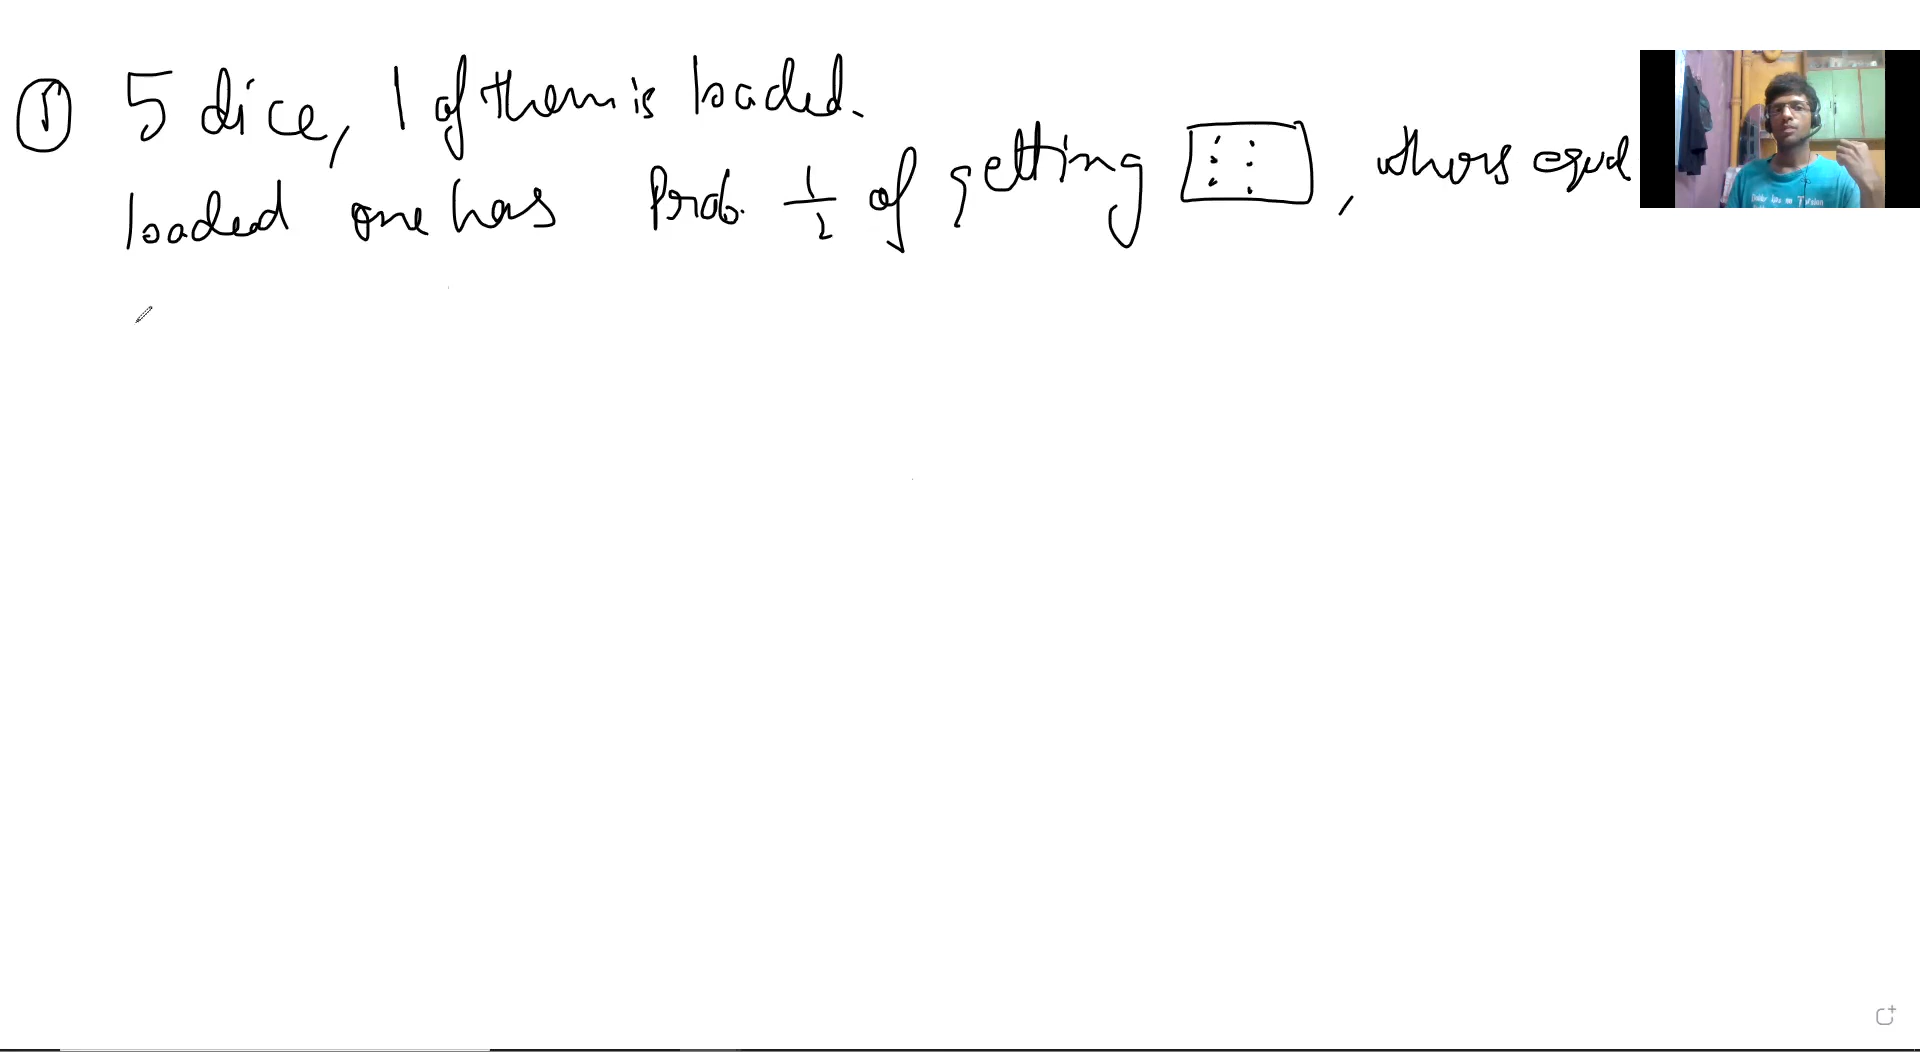 ① 5 dice, 1 of them is loaded.
loaded one has Prob. 1/2 of getting ⚅, others equal